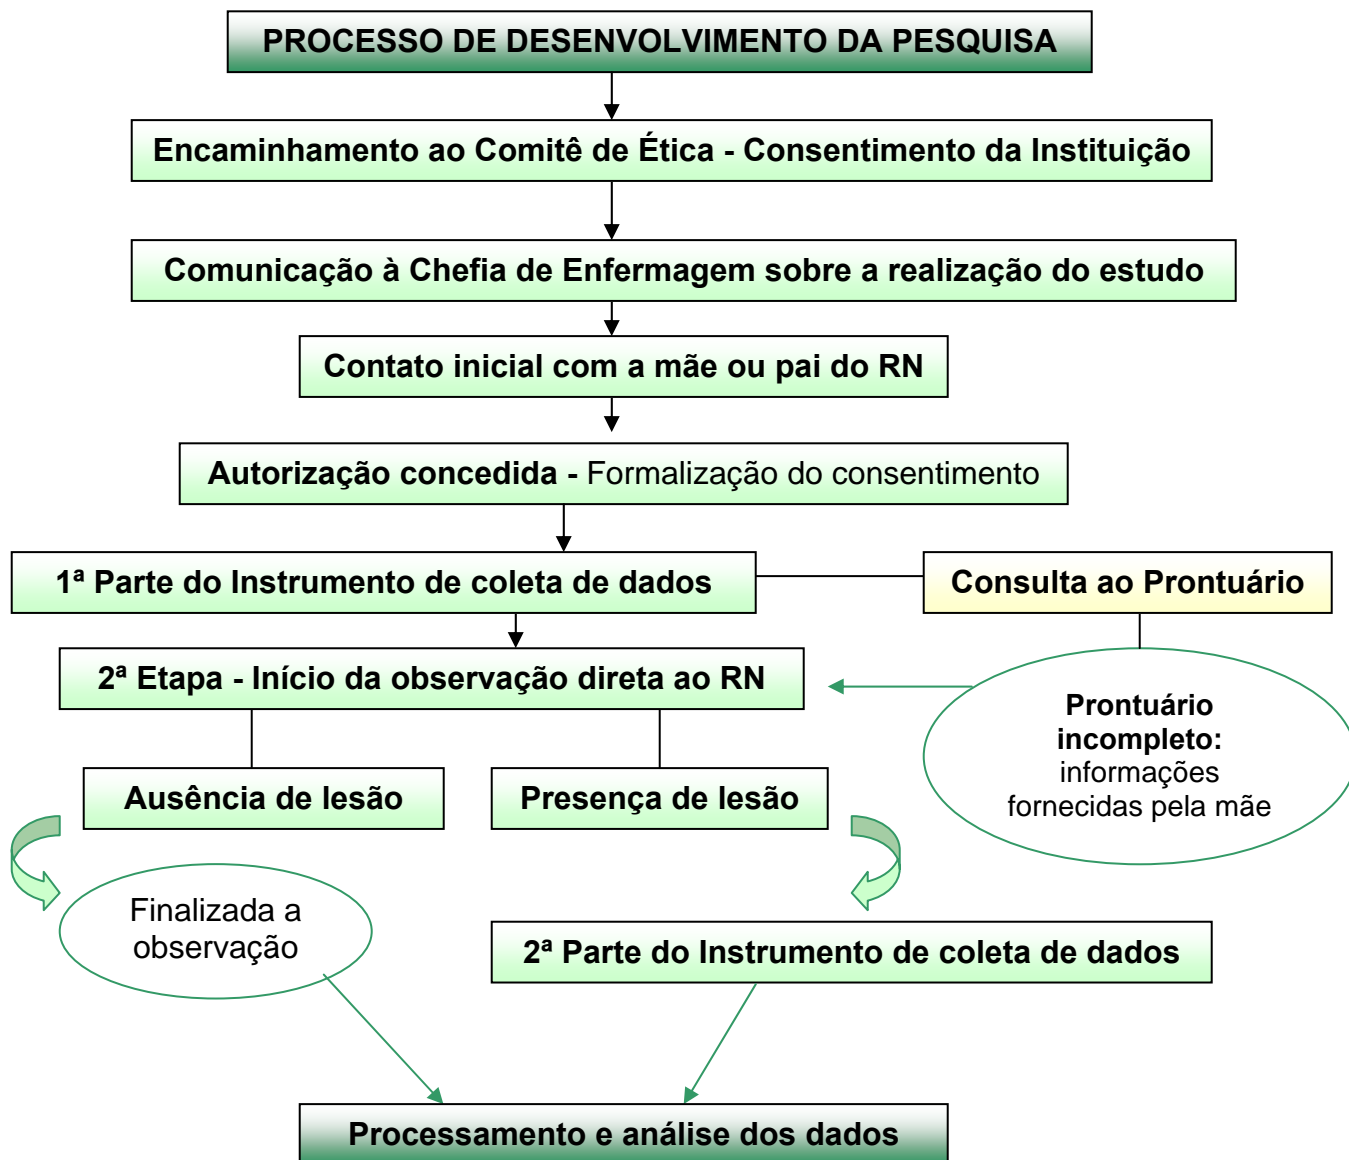 PROCESSO DE DESENVOLVIMENTO DA PESQUISA
Encaminhamento ao Comitê de Ética - Consentimento da Instituição
Comunicação à Chefia de Enfermagem sobre a realização do estudo
Contato inicial com a mãe ou pai do RN
Autorização concedida - Formalização do consentimento
1ª Parte do Instrumento de coleta de dados
Consulta ao Prontuário
2ª Etapa - Início da observação direta ao RN
Prontuário
incompleto:
informações
fornecidas pela mãe
Ausência de lesão
Presença de lesão
Finalizada a
observação
2ª Parte do Instrumento de coleta de dados
Processamento e análise dos dados